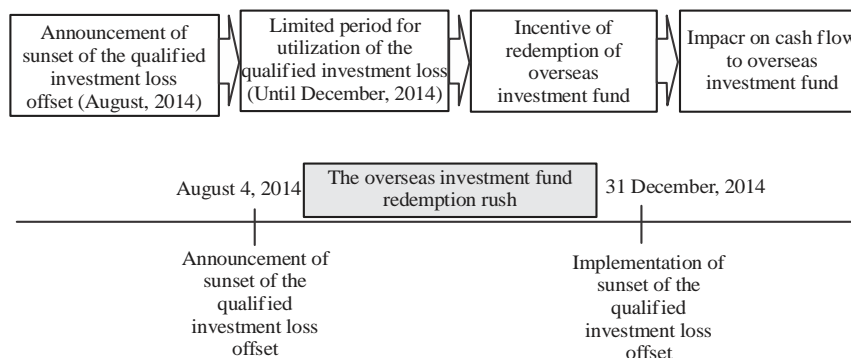 Announcement of
sunset of the qualified
investment loss
offset (August, 2014)
Limited period for
utilization of the
qualified investment loss
(Until December, 2014)
Incentive of
redemption of
overseas
investment fund
Impacr on cash flow
to overseas
investment fund
August 4, 2014
The overseas investment fund
redemption rush
31 December, 2014
Announcement of
sunset of the
qualified
investment loss
offset
Implementation of
sunset of the
qualified
investment loss
offset